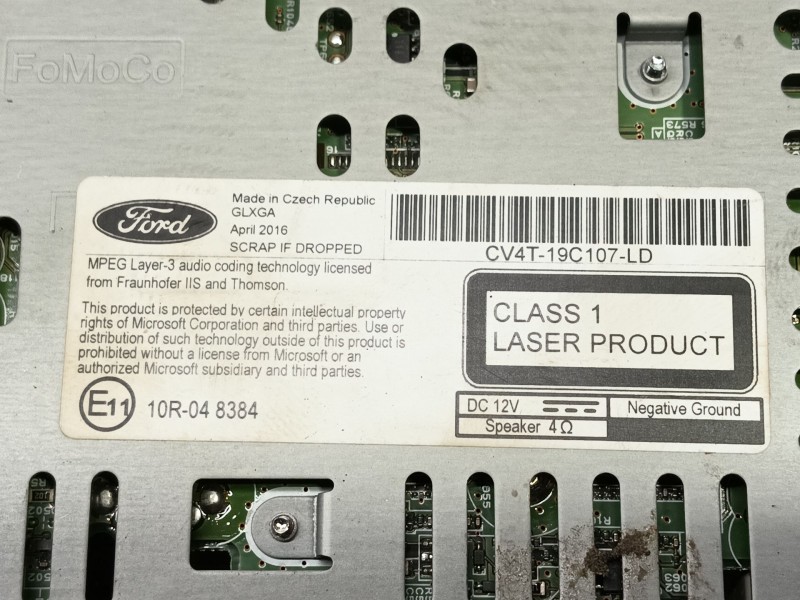 FoMoCo
Ford
Made in Czech Republic
GLXGA
April 2016
SCRAP IF DROPPED
CV4T-19C107-LD
MPEG Layer-3 audio coding technology licensed
from Fraunhofer IIS and Thomson.
This product is protected by certain intellectual property
rights of Microsoft Corporation and third parties. Use or
distribution of such technology outside of this product is
prohibited without a license from Microsoft or an
authorized Microsoft subsidiary and third parties.
CLASS 1
LASER PRODUCT
E11
10R-04 8384
DC 12V
Negative Ground
Speaker 4Ω
R573
16
R5